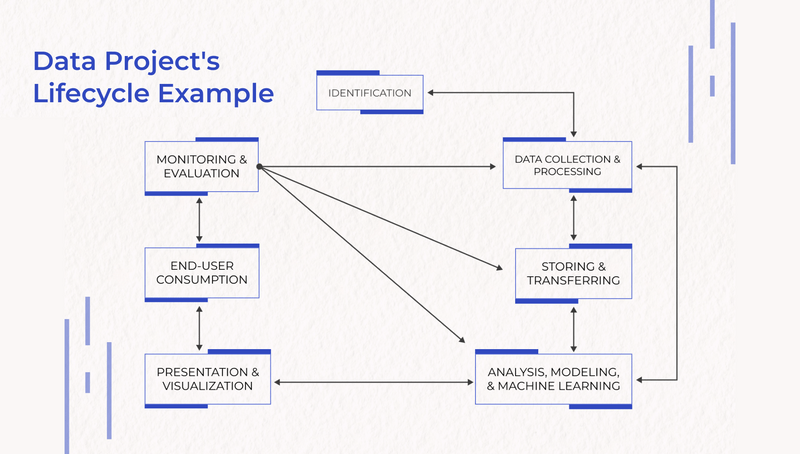 Data Project's
Lifecycle Example
IDENTIFICATION
MONITORING &
EVALUATION
DATA COLLECTION &
PROCESSING
END-USER
CONSUMPTION
STORING &
TRANSFERRING
PRESENTATION &
VISUALIZATION
ANALYSIS, MODELING,
& MACHINE LEARNING